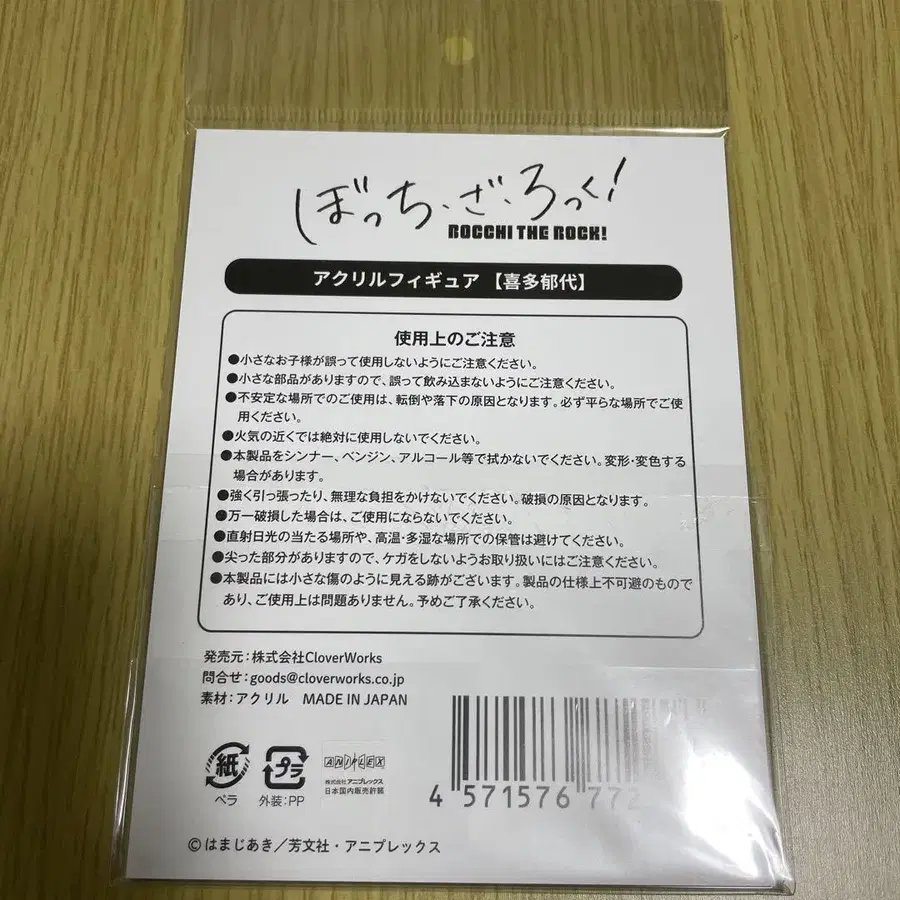 ぼっち・ざ・ろっく!
BOCCHI THE ROCK!
アクリルフィギュア 【喜多郁代】
使用上のご注意
●小さなお子様が誤って使用しないようにご注意ください。
●小さな部品がありますので、誤って飲み込まないようにご注意ください。
●不安定な場所でのご使用は、転倒や落下の原因となります。必ず平らな場所でご使
用ください。
●火気の近くでは絶対に使用しないでください。
●本製品をシンナー、ベンジン、アルコール等で拭かないでください。変形・変色する
場合があります。
●強く引っ張ったり、無理な負担をかけないでください。破損の原因となります。
●万一破損した場合は、ご使用にならないでください。
●直射日光の当たる場所や、高温・多湿な場所での保管は避けてください。
●尖った部分がありますので、ケガをしないようお取り扱いにはご注意ください。
●本製品には小さな傷のように見える跡がございます。製品の仕様上不可避のもので
あり、ご使用上は問題ありません。予めご了承ください。
発売元:株式会社CloverWorks
問合せ:goods@cloverworks.co.jp
素材:アクリル MADE IN JAPAN
紙 プラ ANIPLEX
株式会社アニプレックス
日本国内販売許諾
ペラ 外装:PP
4 571576 772
©はまじあき/芳文社・アニプレックス